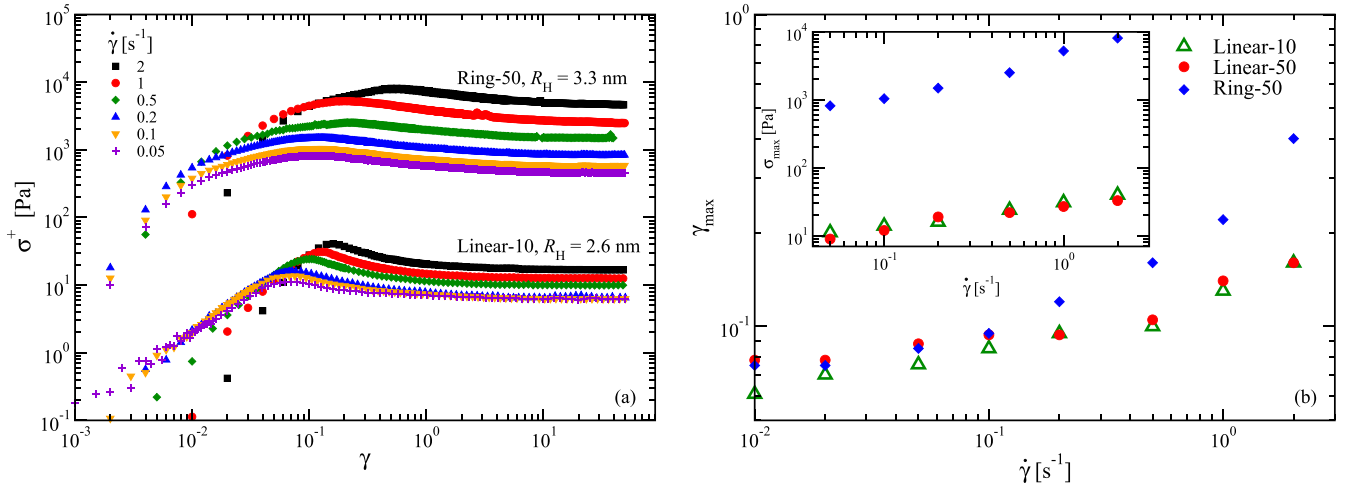 10^5
10^4
10^3
10^2
10^1
10^0
10^-1
σ^+ [Pa]
γ̇ [s^-1]
2
1
0.5
0.2
0.1
0.05
Ring-50, R_H = 3.3 nm
Linear-10, R_H = 2.6 nm
(a)
10^-3
10^-2
10^-1
10^0
10^1
γ
10^0
10^-1
γ_max
10^4
10^3
10^2
10^1
σ_max [Pa]
10^-1
10^0
γ̇ [s^-1]
Linear-10
Linear-50
Ring-50
(b)
10^-2
10^-1
10^0
γ̇ [s^-1]